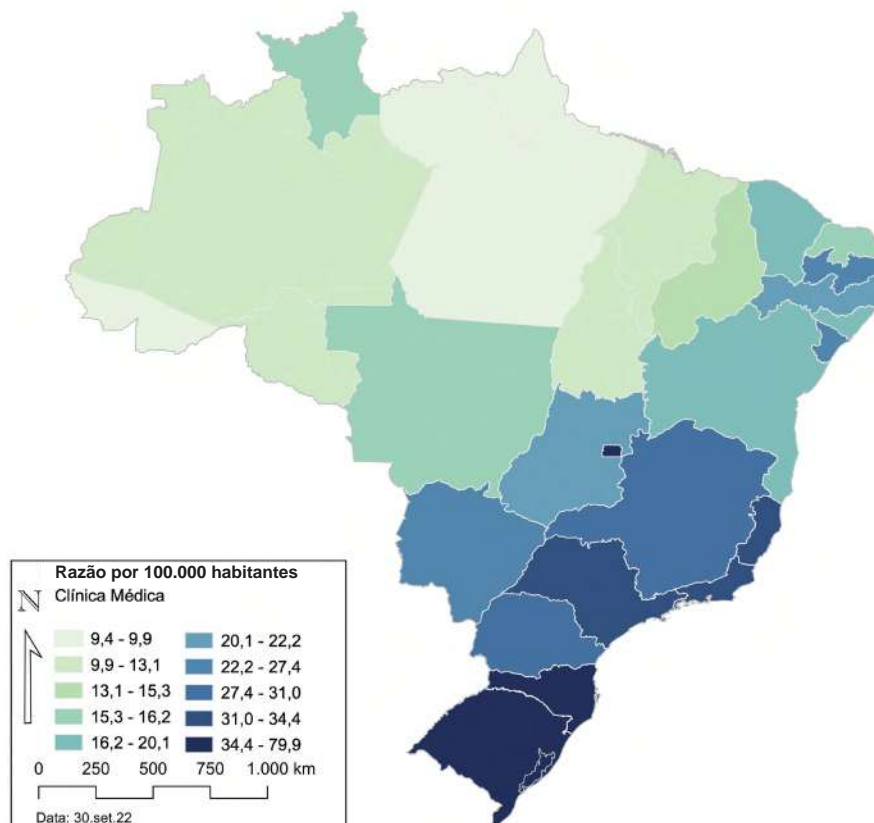 Razão por 100.000 habitantes
N Clínica Médica
9,4 - 9,9
9,9 - 13,1
13,1 - 15,3
15,3 - 16,2
16,2 - 20,1
20,1 - 22,2
22,2 - 27,4
27,4 - 31,0
31,0 - 34,4
34,4 - 79,9
0 250 500 750 1.000 km
Data: 30.set.22